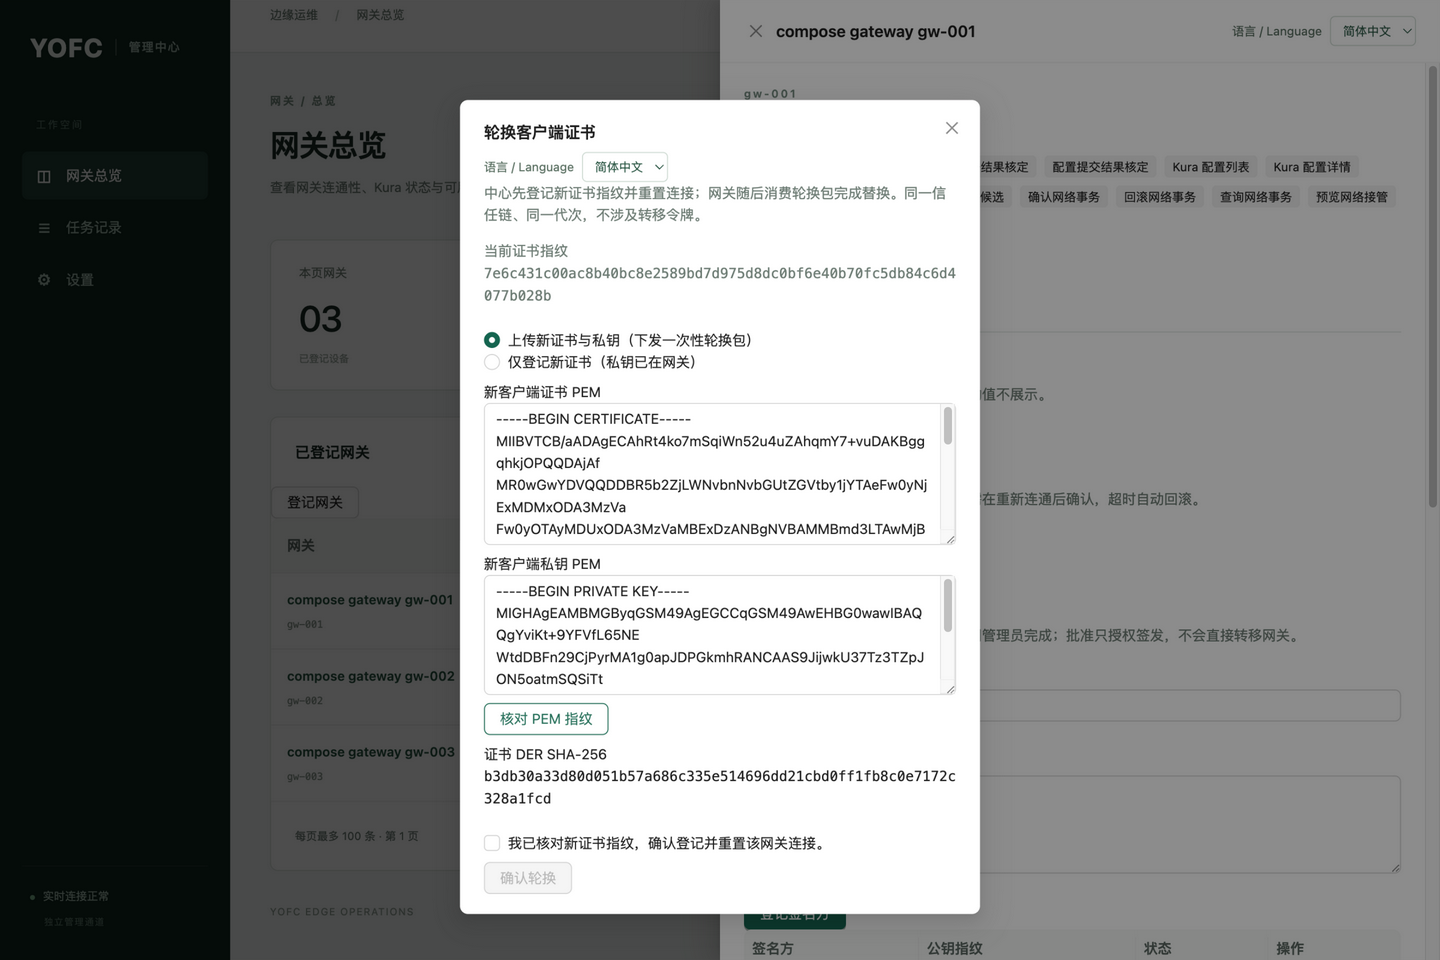 YOFC 管理中心
工作空间
网关总览
任务记录
设置
实时连接正常
独立管理通道
边缘运维 / 网关总览
网关 / 总览
网关总览
查看网关连通性、Kura 状态与可
本页网关
03
已登记设备
已登记网关
登记网关
网关
compose gateway gw-001
gw-001
compose gateway gw-002
gw-002
compose gateway gw-003
gw-003
每页最多 100 条 · 第 1 页
YOFC EDGE OPERATIONS
compose gateway gw-001
语言 / Language 简体中文
gw-001
结果核定 配置提交结果核定 Kura 配置列表 Kura 配置详情
候选 确认网络事务 回滚网络事务 查询网络事务 预览网络接管
值不展示。
在重新连通后确认，超时自动回滚。
管理员完成；批准只授权签发，不会直接转移网关。
登记签名方
签名方 公钥指纹 状态 操作
轮换客户端证书
语言 / Language 简体中文
中心先登记新证书指纹并重置连接；网关随后消费轮换包完成替换。同一信
任链、同一代次，不涉及转移令牌。
当前证书指纹
7e6c431c00ac8b40bc8e2589bd7d975d8dc0bf6e40b70fc5db84c6d4
077b028b
上传新证书与私钥（下发一次性轮换包）
仅登记新证书（私钥已在网关）
新客户端证书 PEM
-----BEGIN CERTIFICATE-----
MIIBVTCB/aADAgECAhRt4ko7mSqiWn52u4uZAhqmY7+vuDAKBgg
qhkjOPQQDAjAf
MR0wGwYDVQQDDBR5b2ZjLWNvbnNvbGUtZGVtby1jYTAeFw0yNj
ExMDMxODA3MzVa
Fw0yOTAyMDUxODA3MzVaMBExDzANBgNVBAMMBmd3LTAwMjB
新客户端私钥 PEM
-----BEGIN PRIVATE KEY-----
MIGHAgEAMBMGByqGSM49AgEGCCqGSM49AwEHBG0wawIBAQ
QgYviKt+9YFVfL65NE
WtdDBFn29CjPyrMA1g0apJDPGkmhRANCAAS9JijwkU37Tz3TZpJ
ON5oatmSQSiTt
核对 PEM 指纹
证书 DER SHA-256
b3db30a33d80d051b57a686c335e514696dd21cbd0ff1fb8c0e7172c
328a1fcd
我已核对新证书指纹，确认登记并重置该网关连接。
确认轮换